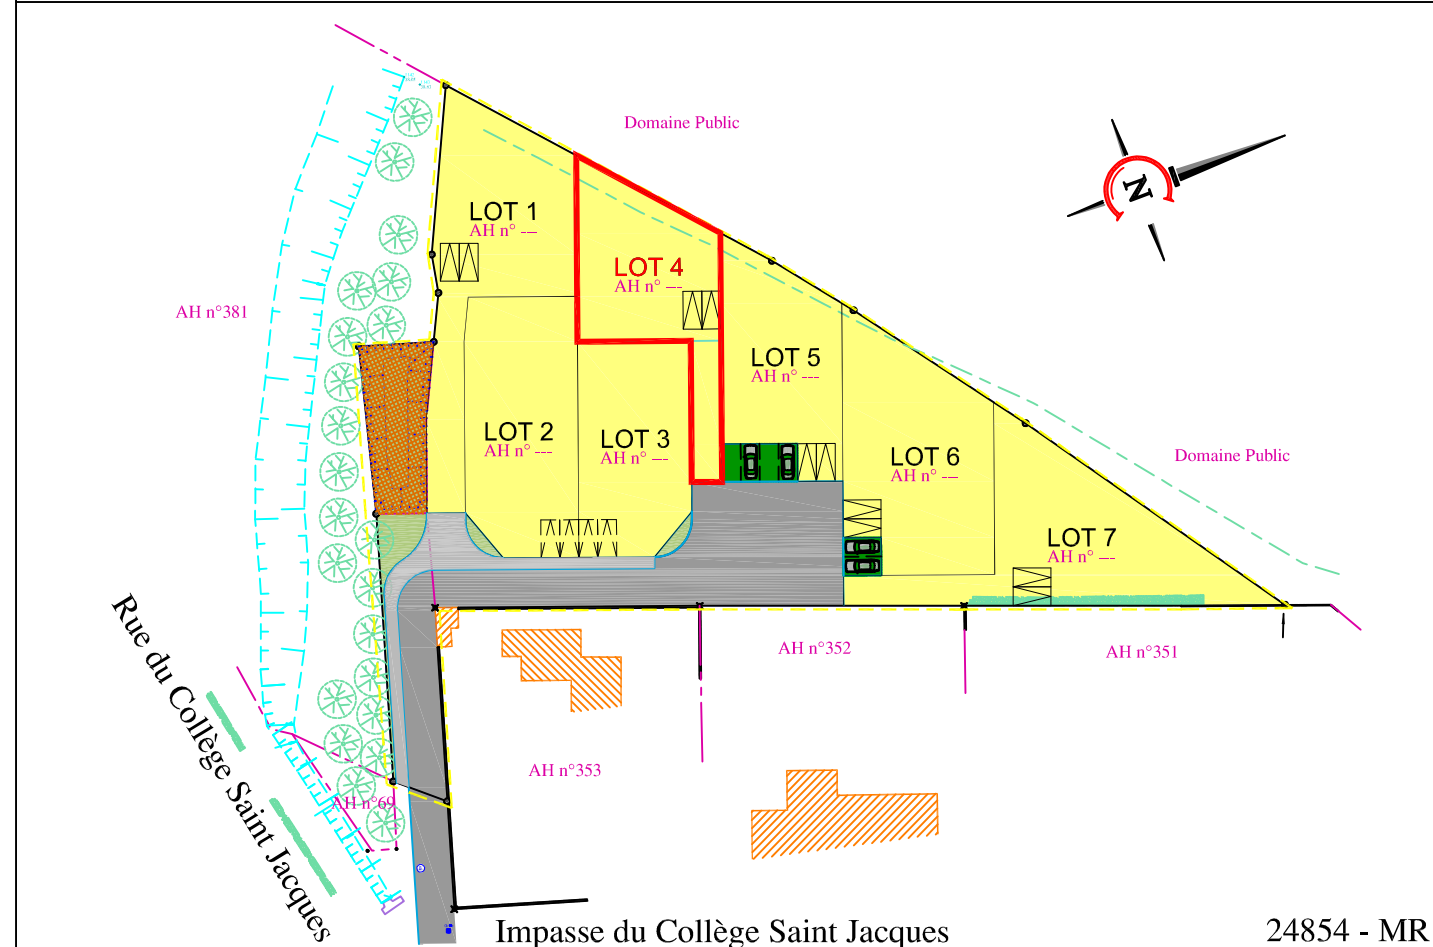 Domaine Public
N
LOT 1
AH n° ---
LOT 4
AH n° ---
AH n°381
LOT 5
AH n° ---
LOT 2
AH n° ---
LOT 3
AH n° ---
LOT 6
AH n° ---
Domaine Public
LOT 7
AH n° ---
AH n°352
AH n°351
Rue du Collège Saint Jacques
AH n°353
AH n°69
Impasse du Collège Saint Jacques
24854 - MR